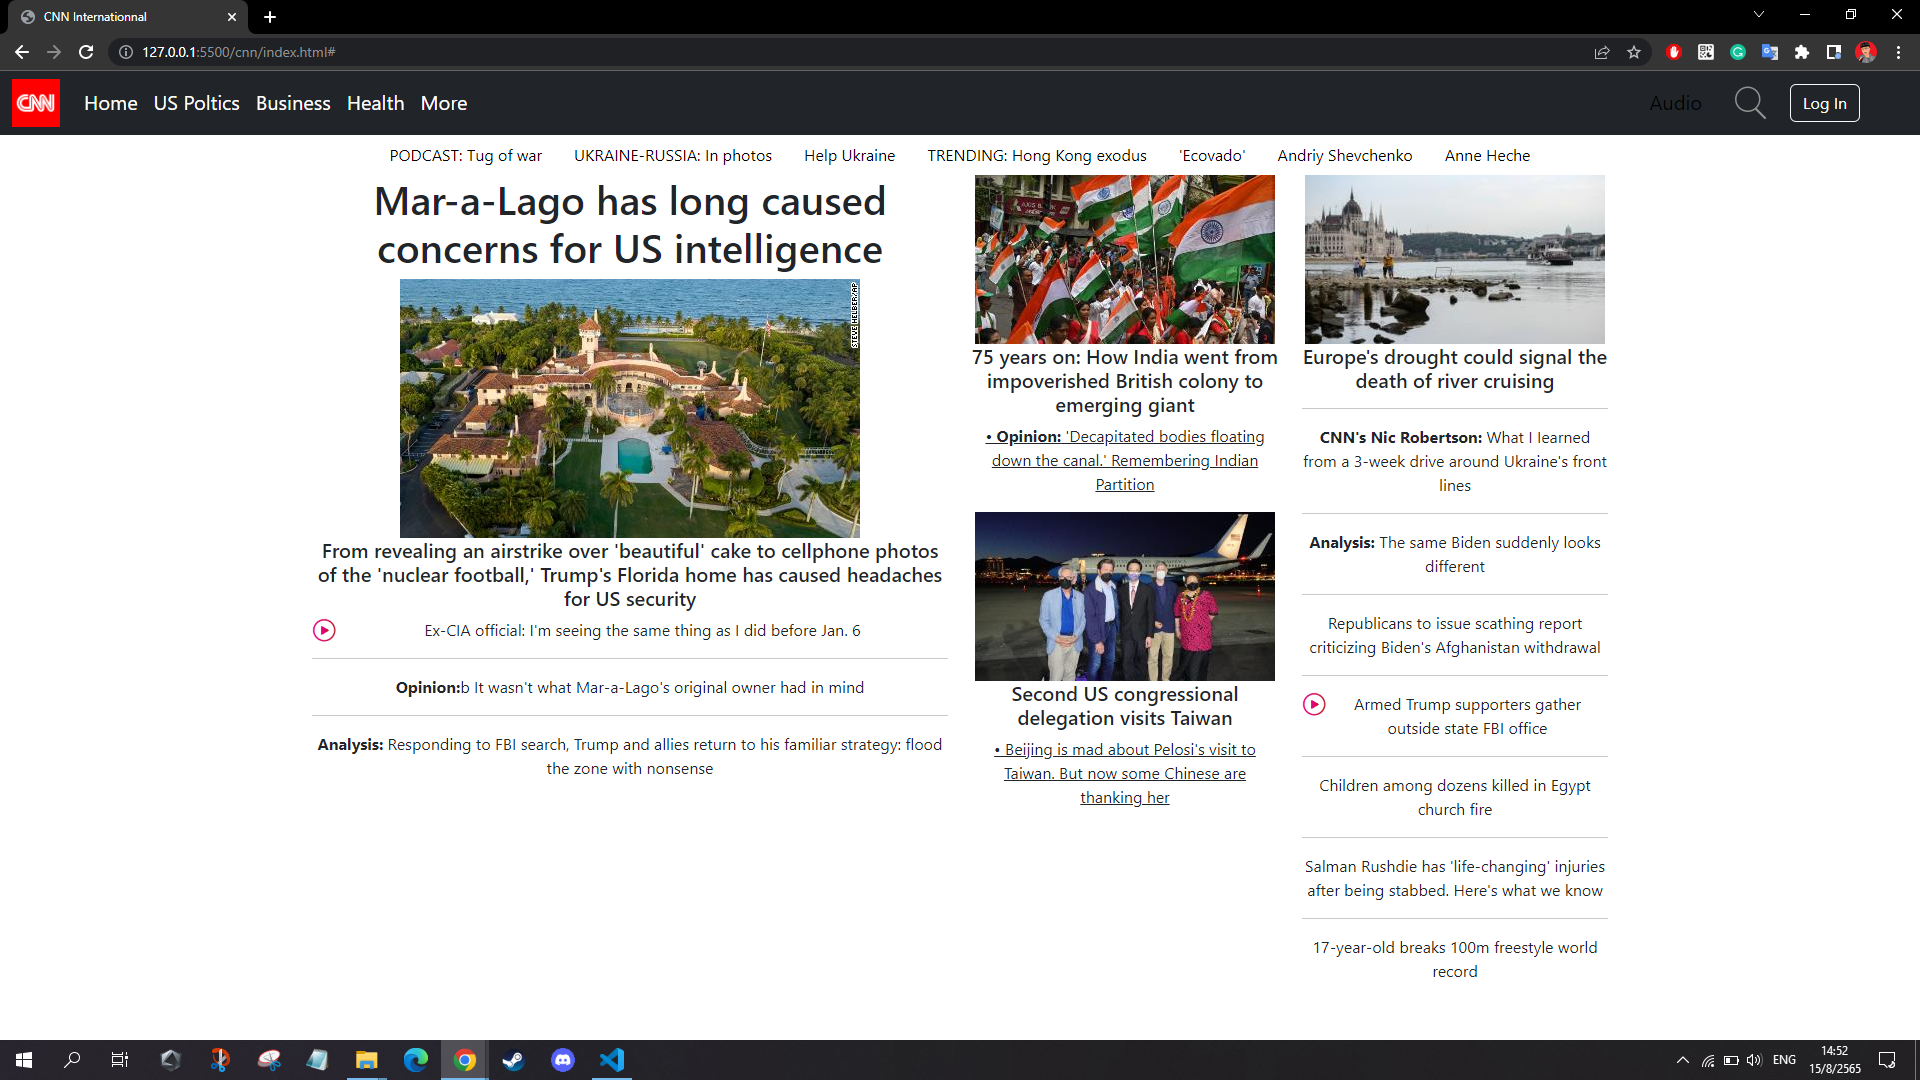 CNN Internationnal
127.0.0.1:5500/cnn/index.html#
CNN
Home
US Poltics
Business
Health
More
Audio
Log In
PODCAST: Tug of war
UKRAINE-RUSSIA: In photos
Help Ukraine
TRENDING: Hong Kong exodus
'Ecovado'
Andriy Shevchenko
Anne Heche
Mar-a-Lago has long caused
concerns for US intelligence
STEVE HELBER/AP
From revealing an airstrike over 'beautiful' cake to cellphone photos
of the 'nuclear football,' Trump's Florida home has caused headaches
for US security
Ex-CIA official: I'm seeing the same thing as I did before Jan. 6
Opinion:b It wasn't what Mar-a-Lago's original owner had in mind
Analysis: Responding to FBI search, Trump and allies return to his familiar strategy: flood
the zone with nonsense
AXIS BANK
75 years on: How India went from
impoverished British colony to
emerging giant
• Opinion: 'Decapitated bodies floating
down the canal.' Remembering Indian
Partition
Second US congressional
delegation visits Taiwan
• Beijing is mad about Pelosi's visit to
Taiwan. But now some Chinese are
thanking her
Europe's drought could signal the
death of river cruising
CNN's Nic Robertson: What I learned
from a 3-week drive around Ukraine's front
lines
Analysis: The same Biden suddenly looks
different
Republicans to issue scathing report
criticizing Biden's Afghanistan withdrawal
Armed Trump supporters gather
outside state FBI office
Children among dozens killed in Egypt
church fire
Salman Rushdie has 'life-changing' injuries
after being stabbed. Here's what we know
17-year-old breaks 100m freestyle world
record
ENG
14:52
15/8/2565